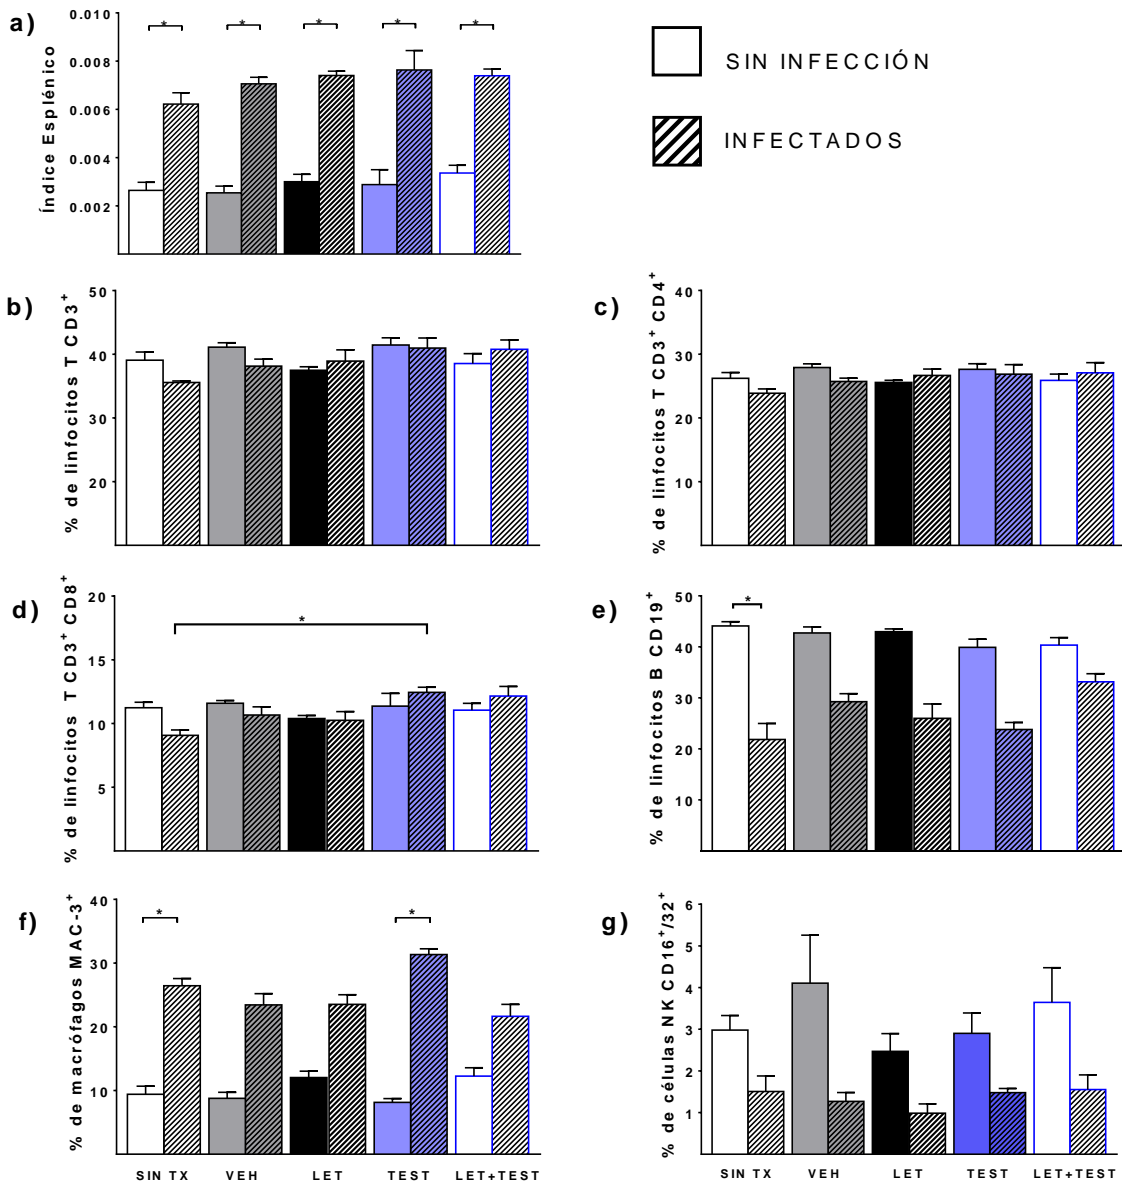 a)
Índice Esplénico
0.010
0.008
0.006
0.004
0.002
* * * * *
SIN INFECCIÓN
INFECTADOS
b)
% de linfocitos T CD3+
50
40
30
20
c)
% de linfocitos T CD3+ CD4+
40
30
20
10
d)
% de linfocitos T CD3+ CD8+
20
15
10
5
*
e)
% de linfocitos B CD19+
50
40
30
20
10
*
f)
% de macrófagos MAC-3+
40
30
20
10
* *
SIN TX VEH LET TEST LET+TEST
g)
% de células NK CD16+/32+
6
5
4
3
2
1
SIN TX VEH LET TEST LET+TEST